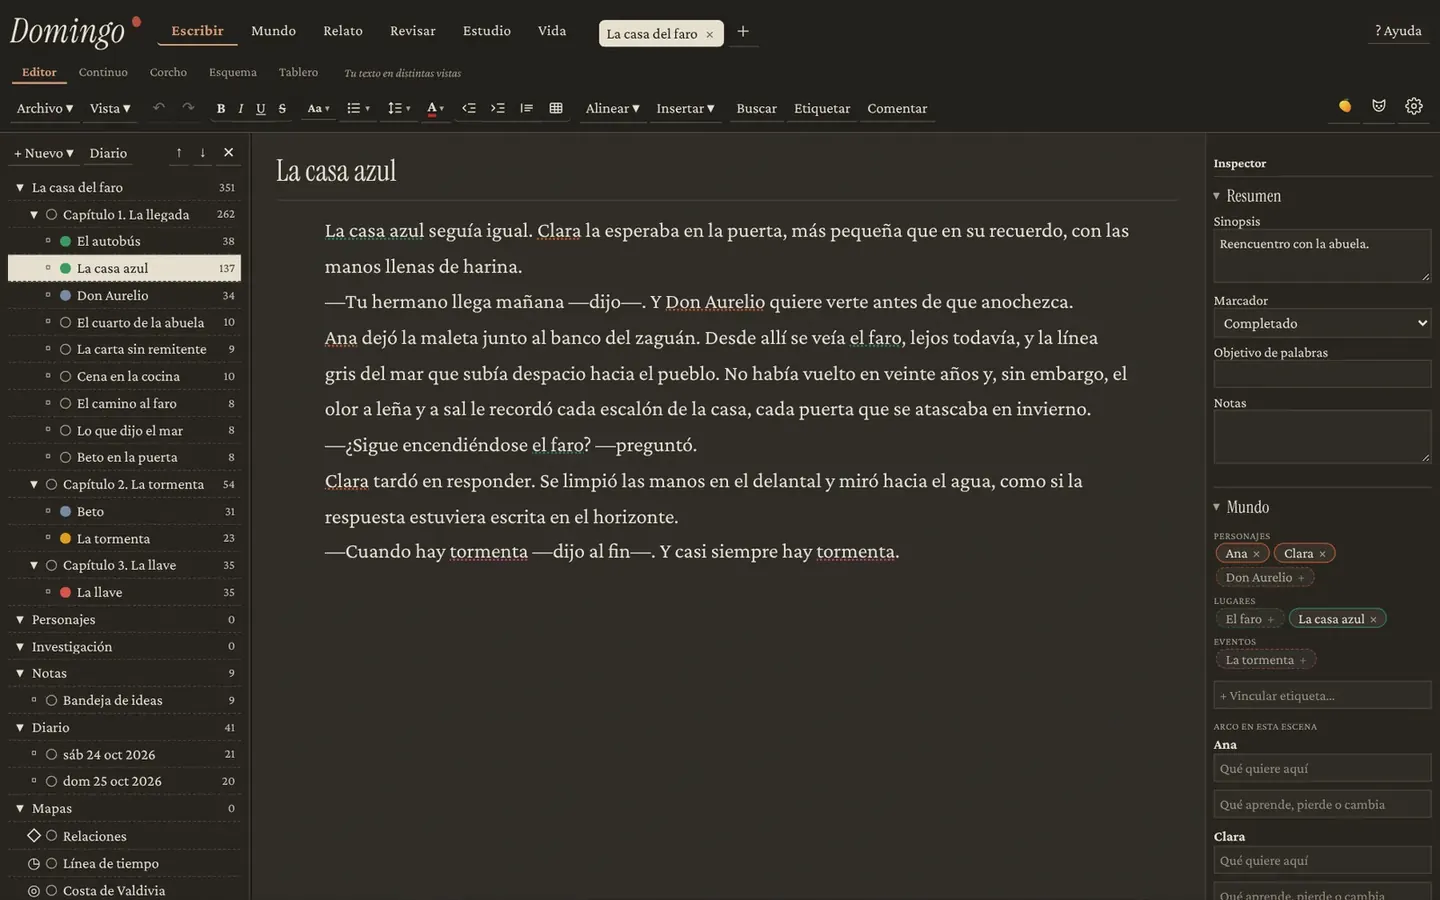 Domingo
Escribir Mundo Relato Revisar Estudio Vida
La casa del faro ×
+
? Ayuda
Editor Continuo Corcho Esquema Tablero Tu texto en distintas vistas
Archivo ▾ Vista ▾ B I U S Aa ▾ A ▾ Alinear ▾ Insertar ▾ Buscar Etiquetar Comentar
+ Nuevo ▾ Diario ↑ ↓ ✕
La casa del faro 351
Capítulo 1. La llegada 262
El autobús 38
La casa azul 137
Don Aurelio 34
El cuarto de la abuela 10
La carta sin remitente 9
Cena en la cocina 10
El camino al faro 8
Lo que dijo el mar 8
Beto en la puerta 8
Capítulo 2. La tormenta 54
Beto 31
La tormenta 23
Capítulo 3. La llave 35
La llave 35
Personajes 0
Investigación 0
Notas 9
Bandeja de ideas 9
Diario 41
sáb 24 oct 2026 21
dom 25 oct 2026 20
Mapas 0
Relaciones
Línea de tiempo
Costa de Valdivia
La casa azul
La casa azul seguía igual. Clara la esperaba en la puerta, más pequeña que en su recuerdo, con las
manos llenas de harina.
—Tu hermano llega mañana —dijo—. Y Don Aurelio quiere verte antes de que anochezca.
Ana dejó la maleta junto al banco del zaguán. Desde allí se veía el faro, lejos todavía, y la línea
gris del mar que subía despacio hacia el pueblo. No había vuelto en veinte años y, sin embargo, el
olor a leña y a sal le recordó cada escalón de la casa, cada puerta que se atascaba en invierno.
—¿Sigue encendiéndose el faro? —preguntó.
Clara tardó en responder. Se limpió las manos en el delantal y miró hacia el agua, como si la
respuesta estuviera escrita en el horizonte.
—Cuando hay tormenta —dijo al fin—. Y casi siempre hay tormenta.
Inspector
Resumen
Sinopsis
Reencuentro con la abuela.
Marcador
Completado
Objetivo de palabras
Notas
Mundo
PERSONAJES
Ana × Clara ×
Don Aurelio +
LUGARES
El faro + La casa azul ×
EVENTOS
La tormenta +
+ Vincular etiqueta...
ARCO EN ESTA ESCENA
Ana
Qué quiere aquí
Qué aprende, pierde o cambia
Clara
Qué quiere aquí
Qué aprende, pierde o cambia